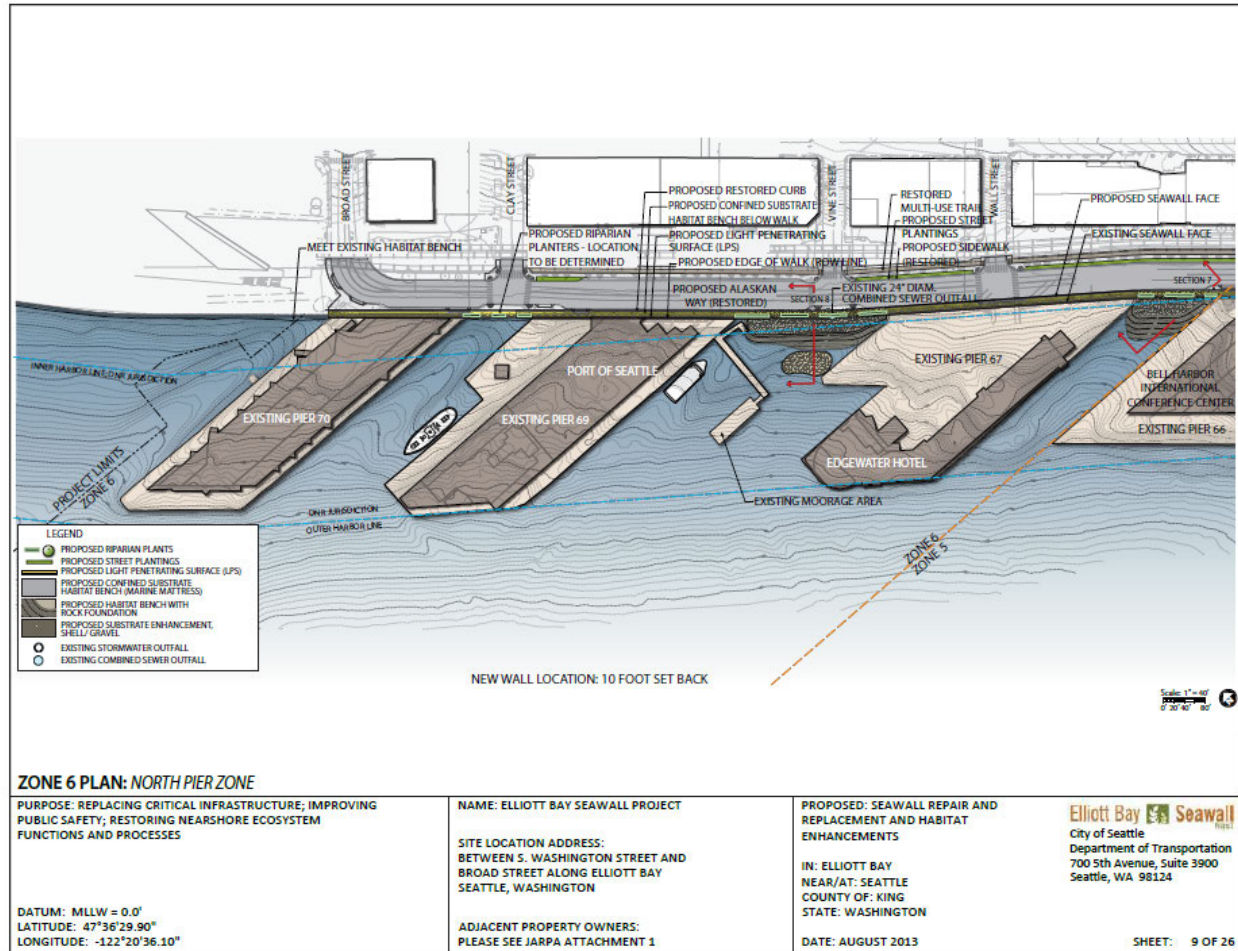 BROAD STREET
CLAY STREET
VINE STREET
WALL STREET
PROPOSED RESTORED CURB
PROPOSED CONFINED SUBSTRATE
HABITAT BENCH BELOW WALK
PROPOSED LIGHT PENETRATING
SURFACE (LPS)
PROPOSED EDGE OF WALK (ROW LINE)
RESTORED
MULTI-USE TRAIL
PROPOSED STREET
PLANTINGS
PROPOSED SIDEWALK
(RESTORED)
PROPOSED SEAWALL FACE
EXISTING SEAWALL FACE
MEET EXISTING HABITAT BENCH
PROPOSED RIPARIAN
PLANTERS - LOCATION
TO BE DETERMINED
PROPOSED ALASKAN
WAY (RESTORED)
SECTION 8
EXISTING 24" DIAM.
COMBINED SEWER OUTFALL
SECTION 7
INNER HARBOR LINE, DNR JURISDICTION
EXISTING PIER 70
PORT OF SEATTLE
EXISTING PIER 69
EXISTING PIER 67
EDGEWATER HOTEL
BELL HARBOR
INTERNATIONAL
CONFERENCE CENTER
EXISTING PIER 66
EXISTING MOORAGE AREA
PROJECT LIMITS
ZONE 6
DNR JURISDICTION
OUTER HARBOR LINE
ZONE 6
ZONE 5
LEGEND
PROPOSED RIPARIAN PLANTS
PROPOSED STREET PLANTINGS
PROPOSED LIGHT PENETRATING SURFACE (LPS)
PROPOSED CONFINED SUBSTRATE
HABITAT BENCH (MARINE MATTRESS)
PROPOSED HABITAT BENCH WITH
ROCK FOUNDATION
PROPOSED SUBSTRATE ENHANCEMENT,
SHELL/ GRAVEL
EXISTING STORMWATER OUTFALL
EXISTING COMBINED SEWER OUTFALL
NEW WALL LOCATION: 10 FOOT SET BACK
Scale: 1" = 40'
0' 20' 40' 80'
ZONE 6 PLAN: NORTH PIER ZONE
PURPOSE: REPLACING CRITICAL INFRASTRUCTURE; IMPROVING
PUBLIC SAFETY; RESTORING NEARSHORE ECOSYSTEM
FUNCTIONS AND PROCESSES
DATUM: MLLW = 0.0'
LATITUDE: 47°36'29.90"
LONGITUDE: -122°20'36.10"
NAME: ELLIOTT BAY SEAWALL PROJECT
SITE LOCATION ADDRESS:
BETWEEN S. WASHINGTON STREET AND
BROAD STREET ALONG ELLIOTT BAY
SEATTLE, WASHINGTON
ADJACENT PROPERTY OWNERS:
PLEASE SEE JARPA ATTACHMENT 1
PROPOSED: SEAWALL REPAIR AND
REPLACEMENT AND HABITAT
ENHANCEMENTS
IN: ELLIOTT BAY
NEAR/AT: SEATTLE
COUNTY OF: KING
STATE: WASHINGTON
DATE: AUGUST 2013
Elliott Bay Seawall
City of Seattle
Department of Transportation
700 5th Avenue, Suite 3900
Seattle, WA 98124
SHEET: 9 OF 26